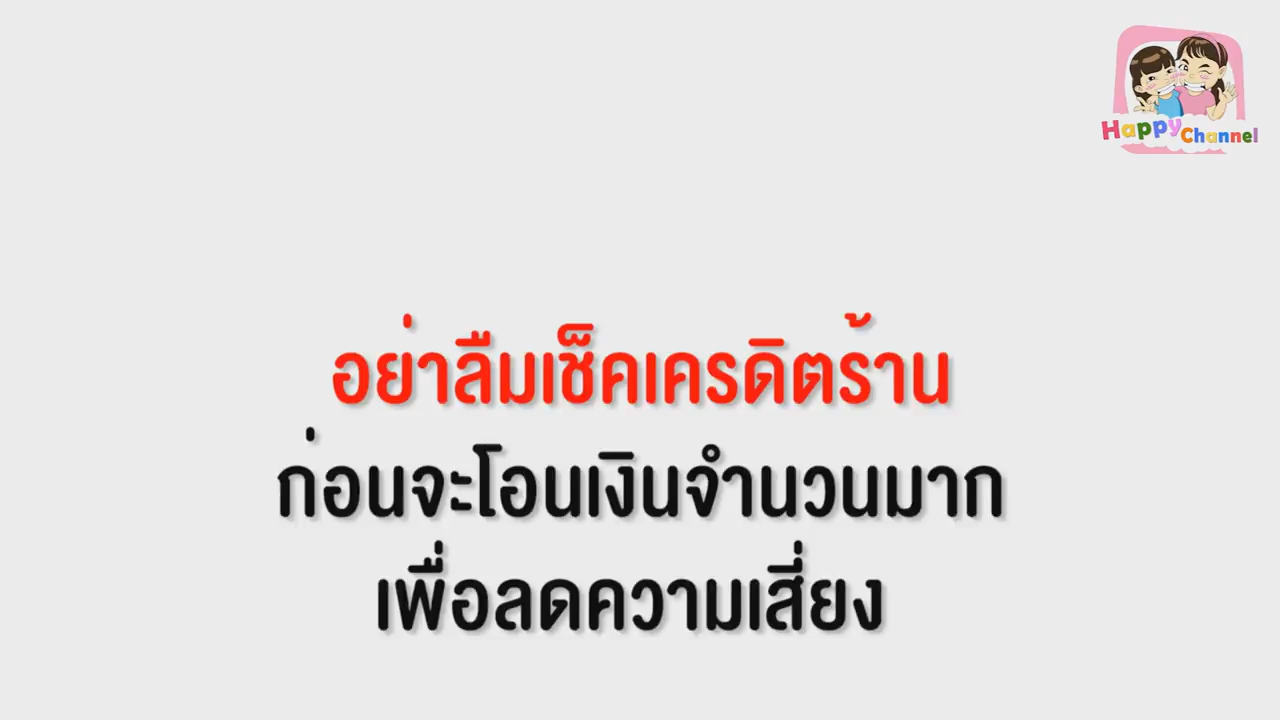 Happy Channel
อย่าลืมเช็คเครดิตร้าน
ก่อนจะโอนเงินจำนวนมาก
เพื่อลดความเสี่ยง